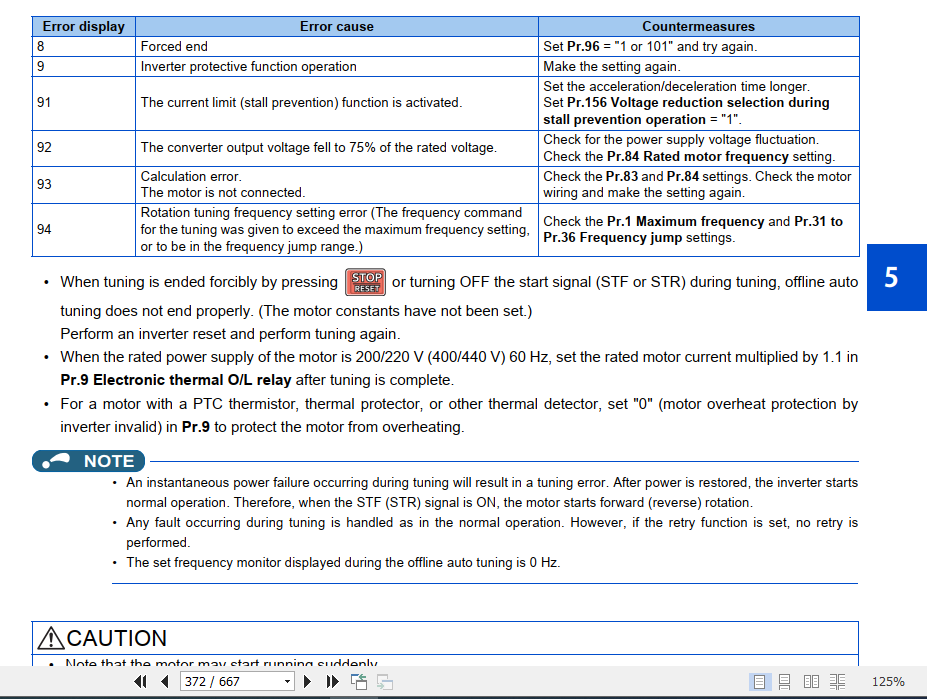 Error display Error cause Countermeasures
8 Forced end Set Pr.96 = "1 or 101" and try again.
9 Inverter protective function operation Make the setting again.
91 The current limit (stall prevention) function is activated. Set the acceleration/deceleration time longer.
Set Pr.156 Voltage reduction selection during
stall prevention operation = "1".
92 The converter output voltage fell to 75% of the rated voltage. Check for the power supply voltage fluctuation.
Check the Pr.84 Rated motor frequency setting.
93 Calculation error.
The motor is not connected. Check the Pr.83 and Pr.84 settings. Check the motor
wiring and make the setting again.
94 Rotation tuning frequency setting error (The frequency command
for the tuning was given to exceed the maximum frequency setting,
or to be in the frequency jump range.) Check the Pr.1 Maximum frequency and Pr.31 to
Pr.36 Frequency jump settings.
• When tuning is ended forcibly by pressing STOP RESET or turning OFF the start signal (STF or STR) during tuning, offline auto
tuning does not end properly. (The motor constants have not been set.)
Perform an inverter reset and perform tuning again.
• When the rated power supply of the motor is 200/220 V (400/440 V) 60 Hz, set the rated motor current multiplied by 1.1 in
Pr.9 Electronic thermal O/L relay after tuning is complete.
• For a motor with a PTC thermistor, thermal protector, or other thermal detector, set "0" (motor overheat protection by
inverter invalid) in Pr.9 to protect the motor from overheating.
5
NOTE
• An instantaneous power failure occurring during tuning will result in a tuning error. After power is restored, the inverter starts
normal operation. Therefore, when the STF (STR) signal is ON, the motor starts forward (reverse) rotation.
• Any fault occurring during tuning is handled as in the normal operation. However, if the retry function is set, no retry is
performed.
• The set frequency monitor displayed during the offline auto tuning is 0 Hz.
CAUTION
• Note that the motor may start running suddenly.
372 / 667
125%